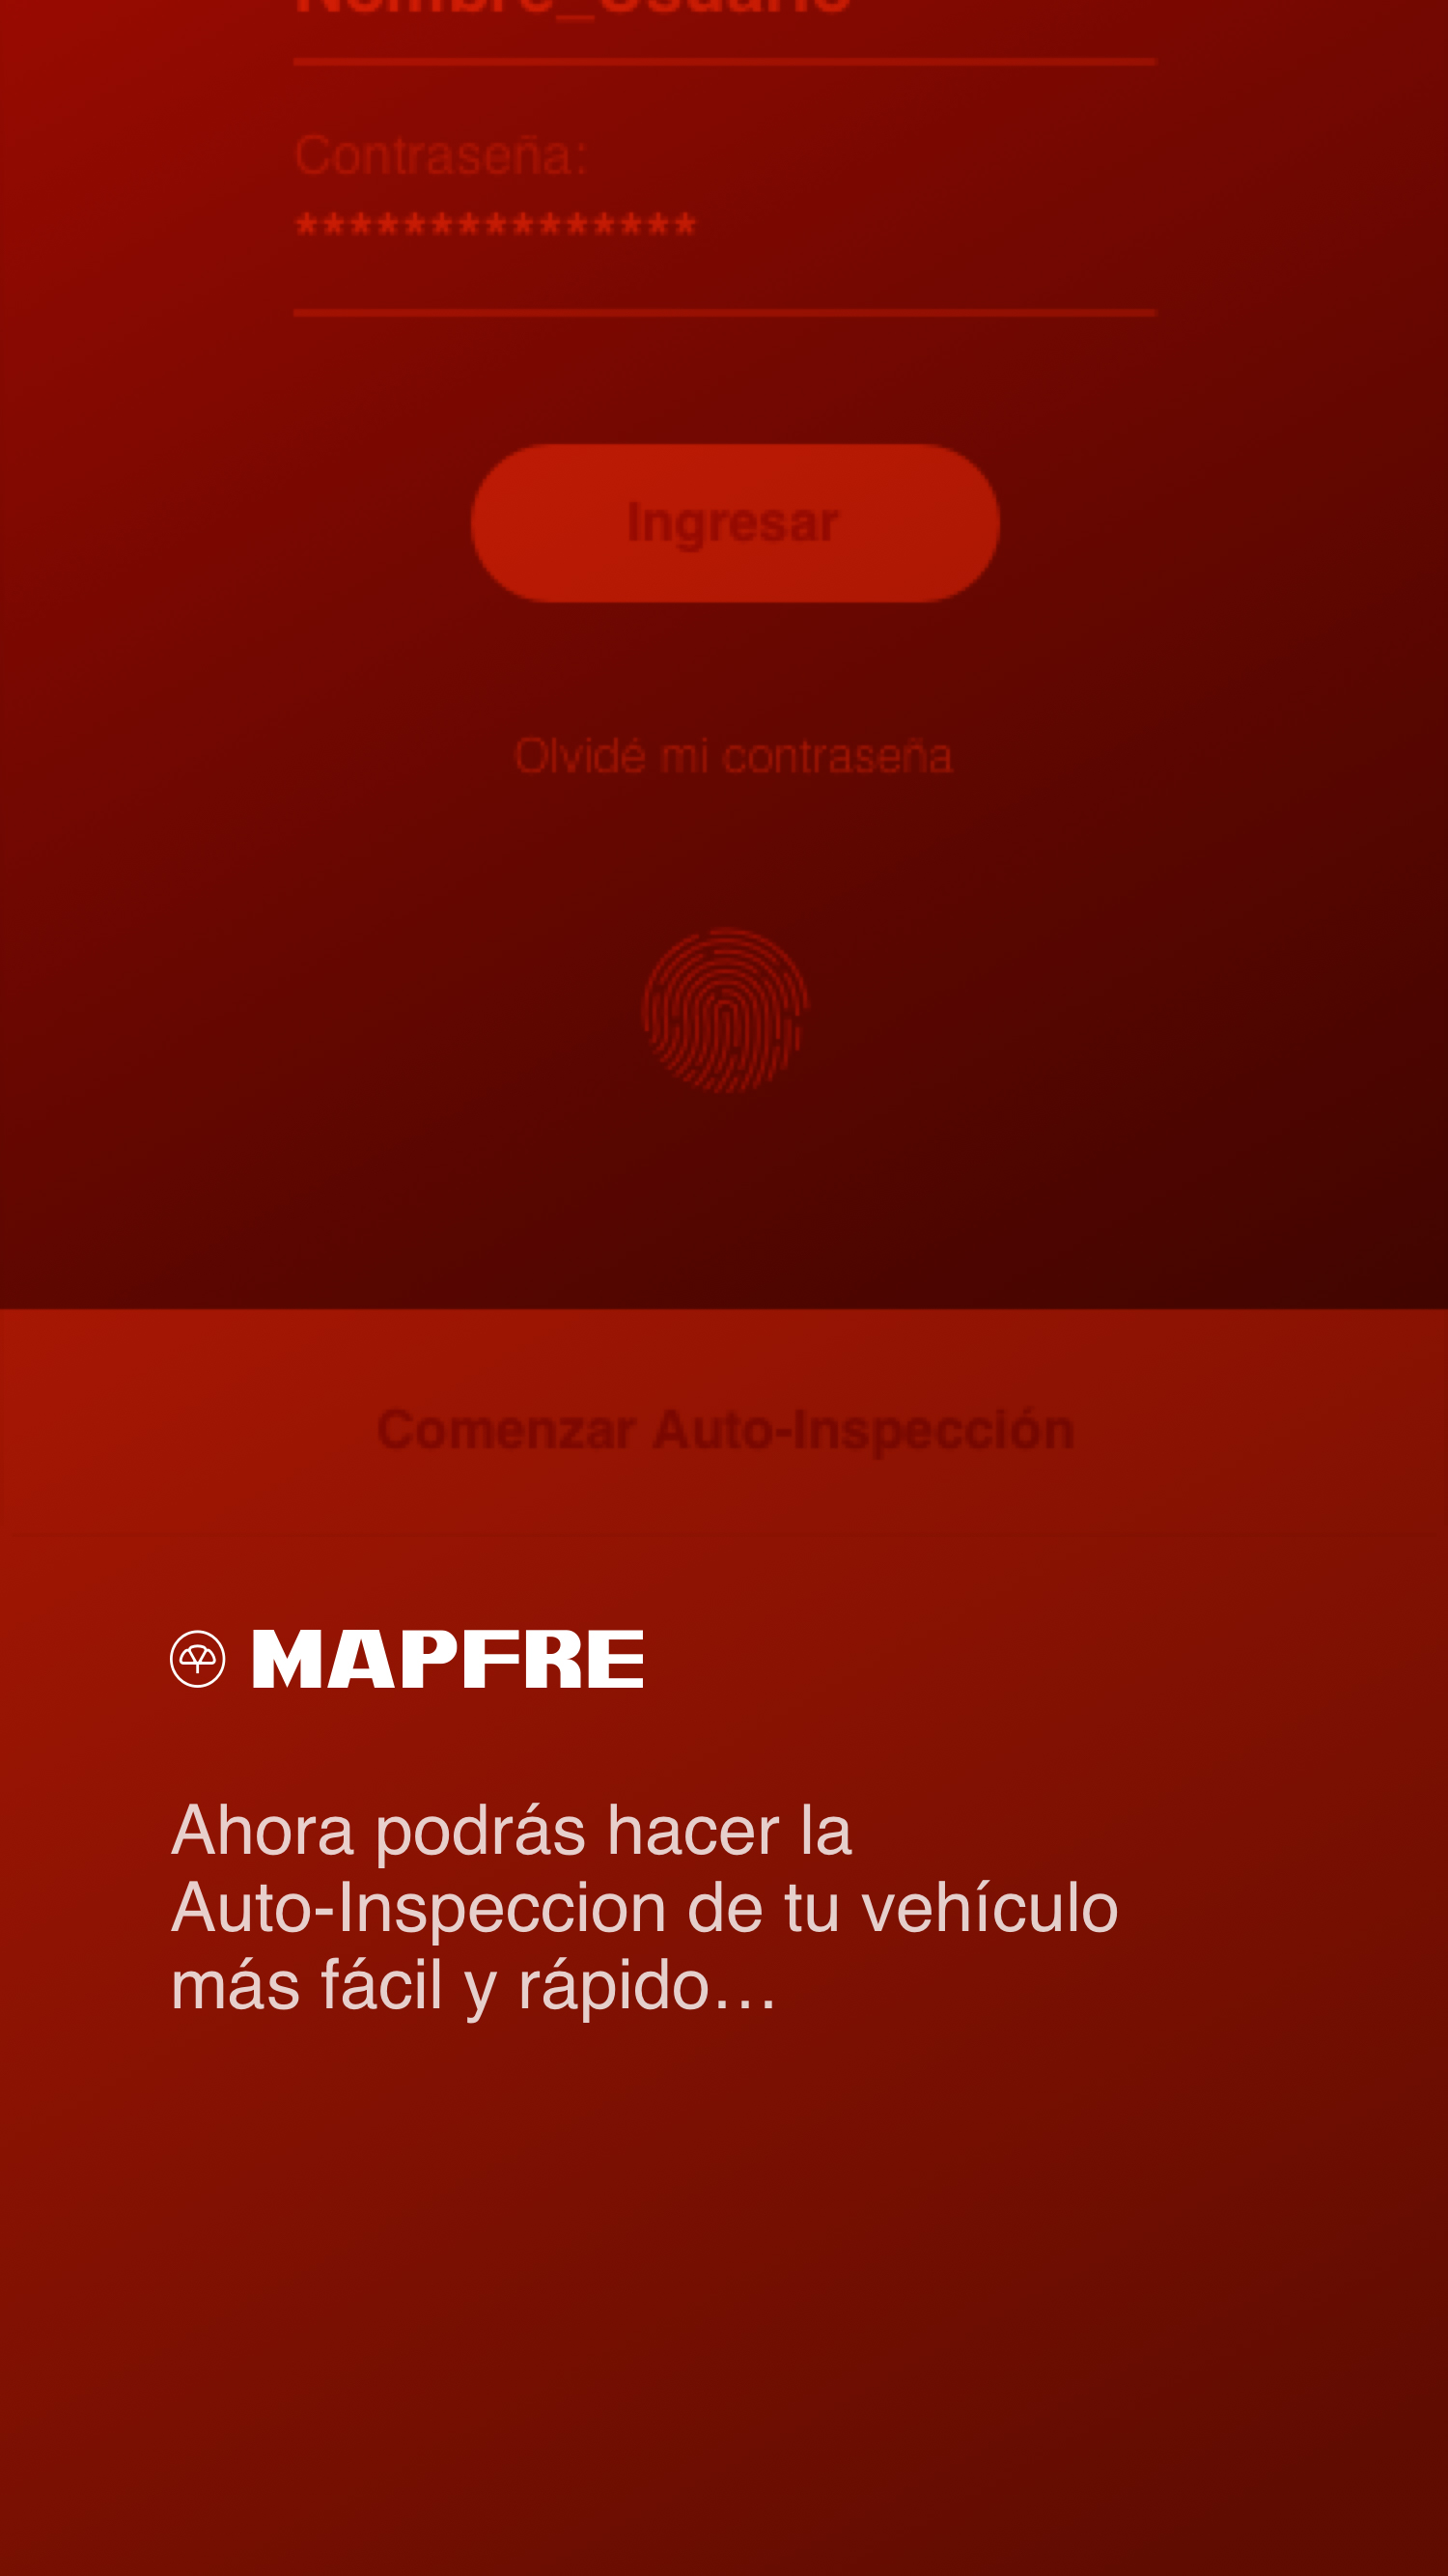 Nombre_Usuario
Contraseña:
***************
Ingresar
Olvidé mi contraseña
Comenzar Auto-Inspección
MAPFRE
Ahora podrás hacer la
Auto-Inspeccion de tu vehículo
más fácil y rápido...